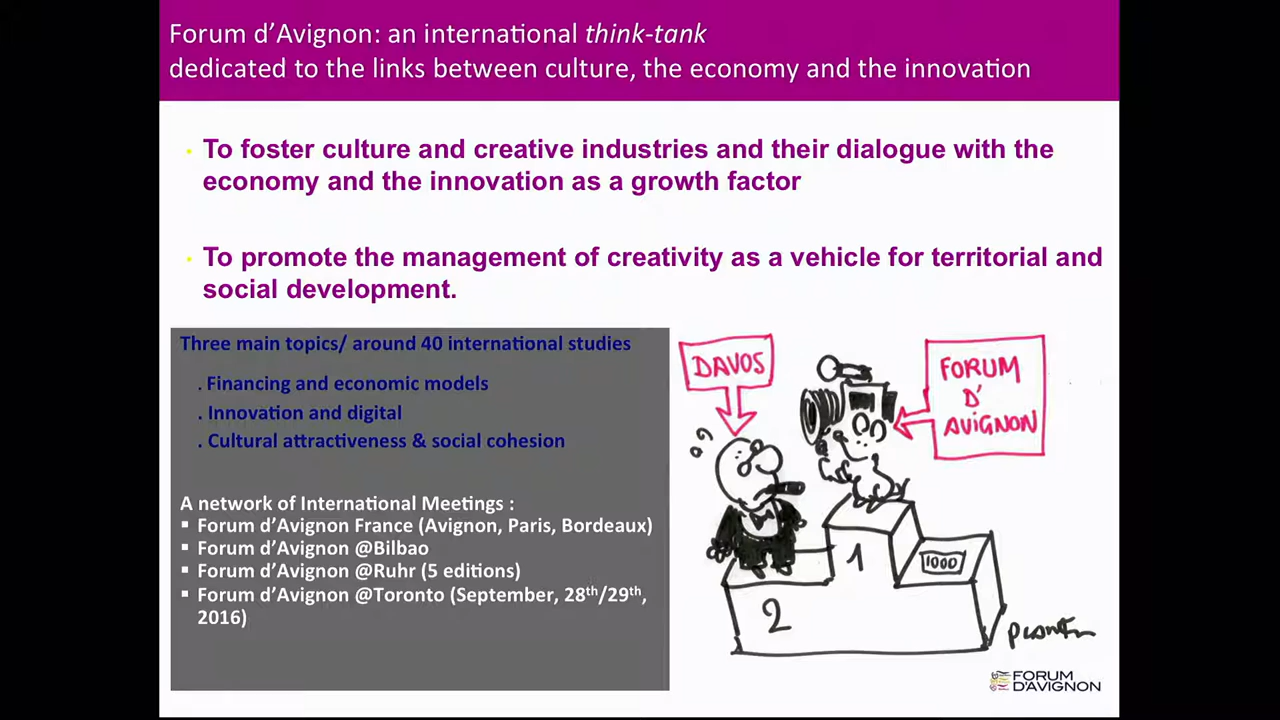 Forum d’Avignon: an international think-tank
dedicated to the links between culture, the economy and the innovation
· To foster culture and creative industries and their dialogue with the
economy and the innovation as a growth factor
· To promote the management of creativity as a vehicle for territorial and
social development.
Three main topics/ around 40 international studies
. Financing and economic models
. Innovation and digital
. Cultural attractiveness & social cohesion
A network of International Meetings :
▪ Forum d’Avignon France (Avignon, Paris, Bordeaux)
▪ Forum d’Avignon @Bilbao
▪ Forum d’Avignon @Ruhr (5 editions)
▪ Forum d’Avignon @Toronto (September, 28th/29th,
2016)
DAVOS
FORUM
D'
AVIGNON
1
1000
2
Plantu
FORUM
D'AVIGNON